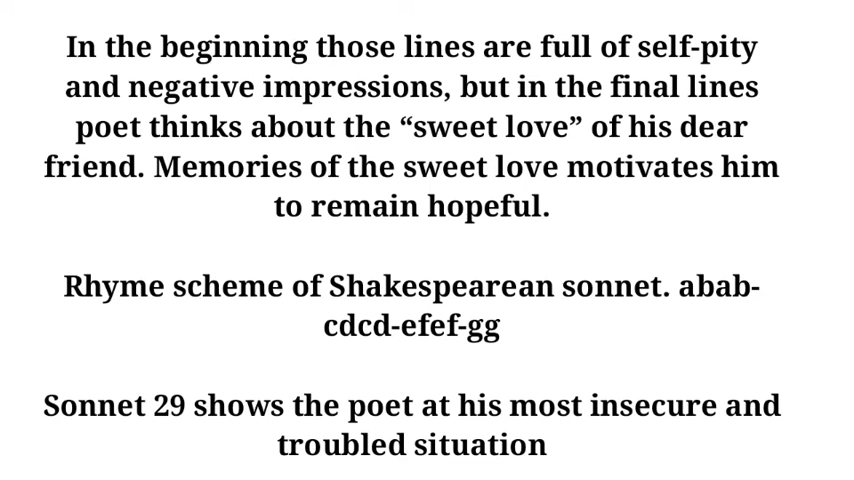 In the beginning those lines are full of self-pity
and negative impressions, but in the final lines
poet thinks about the “sweet love” of his dear
friend. Memories of the sweet love motivates him
to remain hopeful.
Rhyme scheme of Shakespearean sonnet. abab-
cdcd-efef-gg
Sonnet 29 shows the poet at his most insecure and
troubled situation